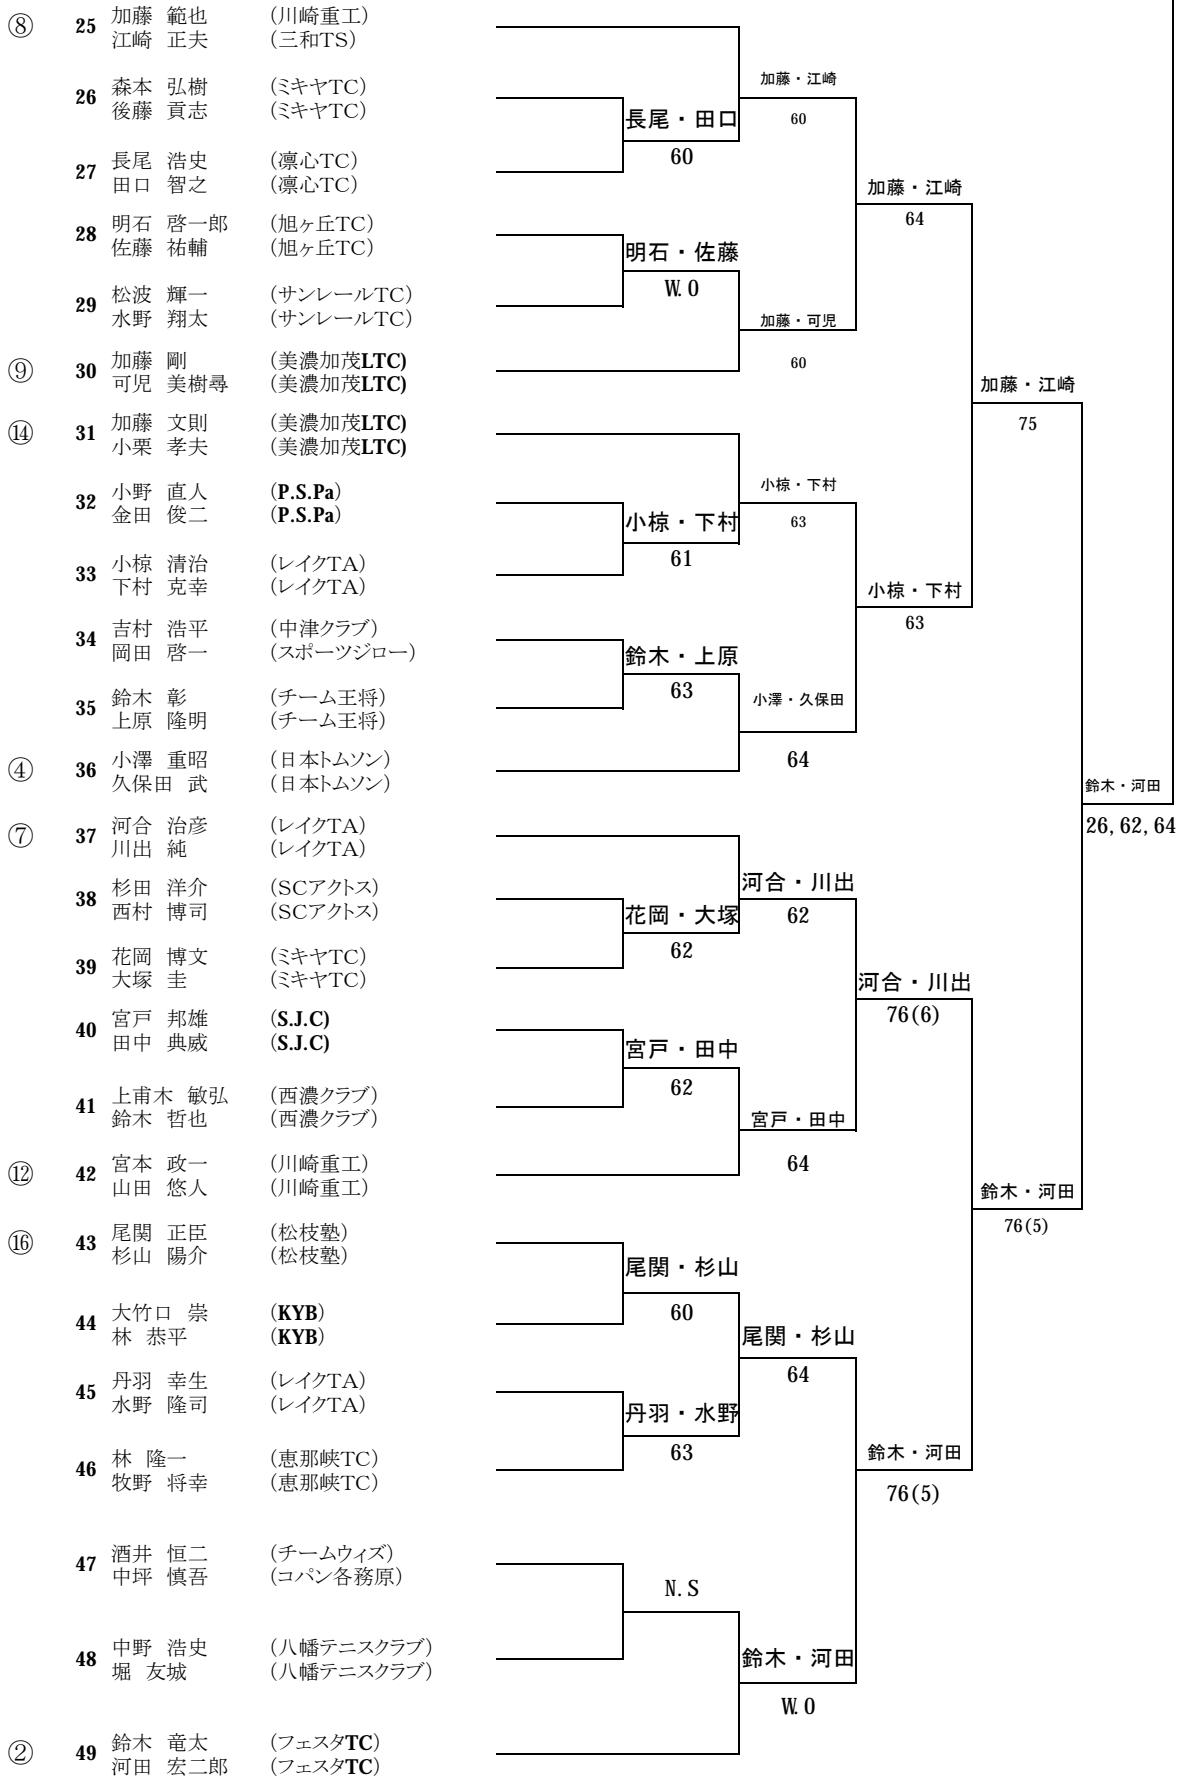 ⑧ 25 加藤 範也 (川崎重工)
江崎 正夫 (三和TS)
加藤・江崎
60
26 森本 弘樹 (ミキヤTC)
後藤 貢志 (ミキヤTC)
長尾・田口
60
27 長尾 浩史 (凛心TC)
田口 智之 (凛心TC)
加藤・江崎
64
28 明石 啓一郎 (旭ヶ丘TC)
佐藤 祐輔 (旭ヶ丘TC)
明石・佐藤
W.O
29 松波 輝一 (サンレールTC)
水野 翔太 (サンレールTC)
加藤・可児
60
⑨ 30 加藤 剛 (美濃加茂LTC)
可児 美樹尋 (美濃加茂LTC)
加藤・江崎
75
⑭ 31 加藤 文則 (美濃加茂LTC)
小栗 孝夫 (美濃加茂LTC)
小椋・下村
63
32 小野 直人 (P.S.Pa)
金田 俊二 (P.S.Pa)
小椋・下村
61
33 小椋 清治 (レイクTA)
下村 克幸 (レイクTA)
小椋・下村
63
34 吉村 浩平 (中津クラブ)
岡田 啓一 (スポーツジロー)
鈴木・上原
63
35 鈴木 彰 (チーム王将)
上原 隆明 (チーム王将)
小澤・久保田
64
④ 36 小澤 重昭 (日本トムソン)
久保田 武 (日本トムソン)
鈴木・河田
26,62,64
⑦ 37 河合 治彦 (レイクTA)
川出 純 (レイクTA)
河合・川出
62
38 杉田 洋介 (SCアクトス)
西村 博司 (SCアクトス)
花岡・大塚
62
39 花岡 博文 (ミキヤTC)
大塚 圭 (ミキヤTC)
河合・川出
76(6)
40 宮戸 邦雄 (S.J.C)
田中 典威 (S.J.C)
宮戸・田中
62
41 上甫木 敏弘 (西濃クラブ)
鈴木 哲也 (西濃クラブ)
宮戸・田中
64
⑫ 42 宮本 政一 (川崎重工)
山田 悠人 (川崎重工)
鈴木・河田
76(5)
⑯ 43 尾関 正臣 (松枝塾)
杉山 陽介 (松枝塾)
尾関・杉山
60
44 大竹口 崇 (KYB)
林 恭平 (KYB)
尾関・杉山
64
45 丹羽 幸生 (レイクTA)
水野 隆司 (レイクTA)
丹羽・水野
63
46 林 隆一 (恵那峡TC)
牧野 将幸 (恵那峡TC)
鈴木・河田
76(5)
47 酒井 恒二 (チームウィズ)
中坪 慎吾 (コパン各務原)
N.S
48 中野 浩史 (八幡テニスクラブ)
堀 友城 (八幡テニスクラブ)
鈴木・河田
W.O
② 49 鈴木 竜太 (フェスタTC)
河田 宏二郎 (フェスタTC)